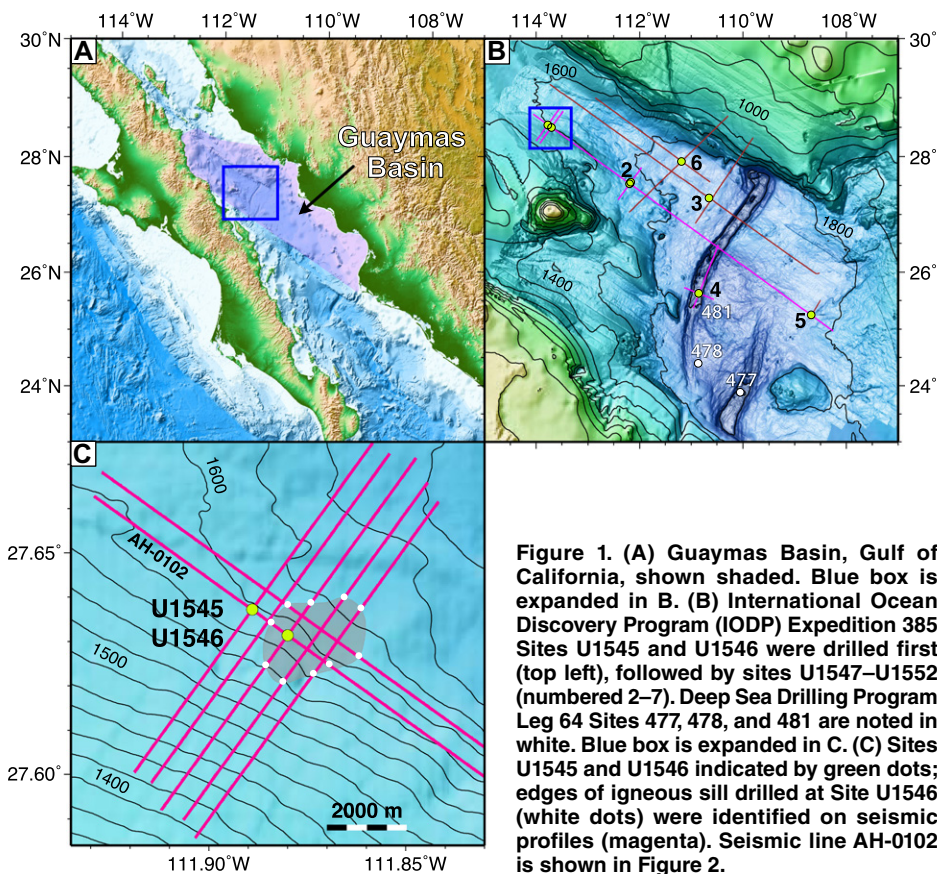 114°W 112°W 110°W 108°W
114°W 112°W 110°W 108°W
30°N
28°N
26°N
24°N
A
Guaymas
Basin
30°
28°
26°
24°
B
1600
1000
2
6
3
1800
1400
4
481
5
478
477
C
1600
27.65
AH-0102
U1545
U1546
1500
27.60
1400
2000 m
111.90°W 111.85°W
Figure 1. (A) Guaymas Basin, Gulf of
California, shown shaded. Blue box is
expanded in B. (B) International Ocean
Discovery Program (IODP) Expedition 385
Sites U1545 and U1546 were drilled first
(top left), followed by sites U1547–U1552
(numbered 2–7). Deep Sea Drilling Program
Leg 64 Sites 477, 478, and 481 are noted in
white. Blue box is expanded in C. (C) Sites
U1545 and U1546 indicated by green dots;
edges of igneous sill drilled at Site U1546
(white dots) were identified on seismic
profiles (magenta). Seismic line AH-0102
is shown in Figure 2.